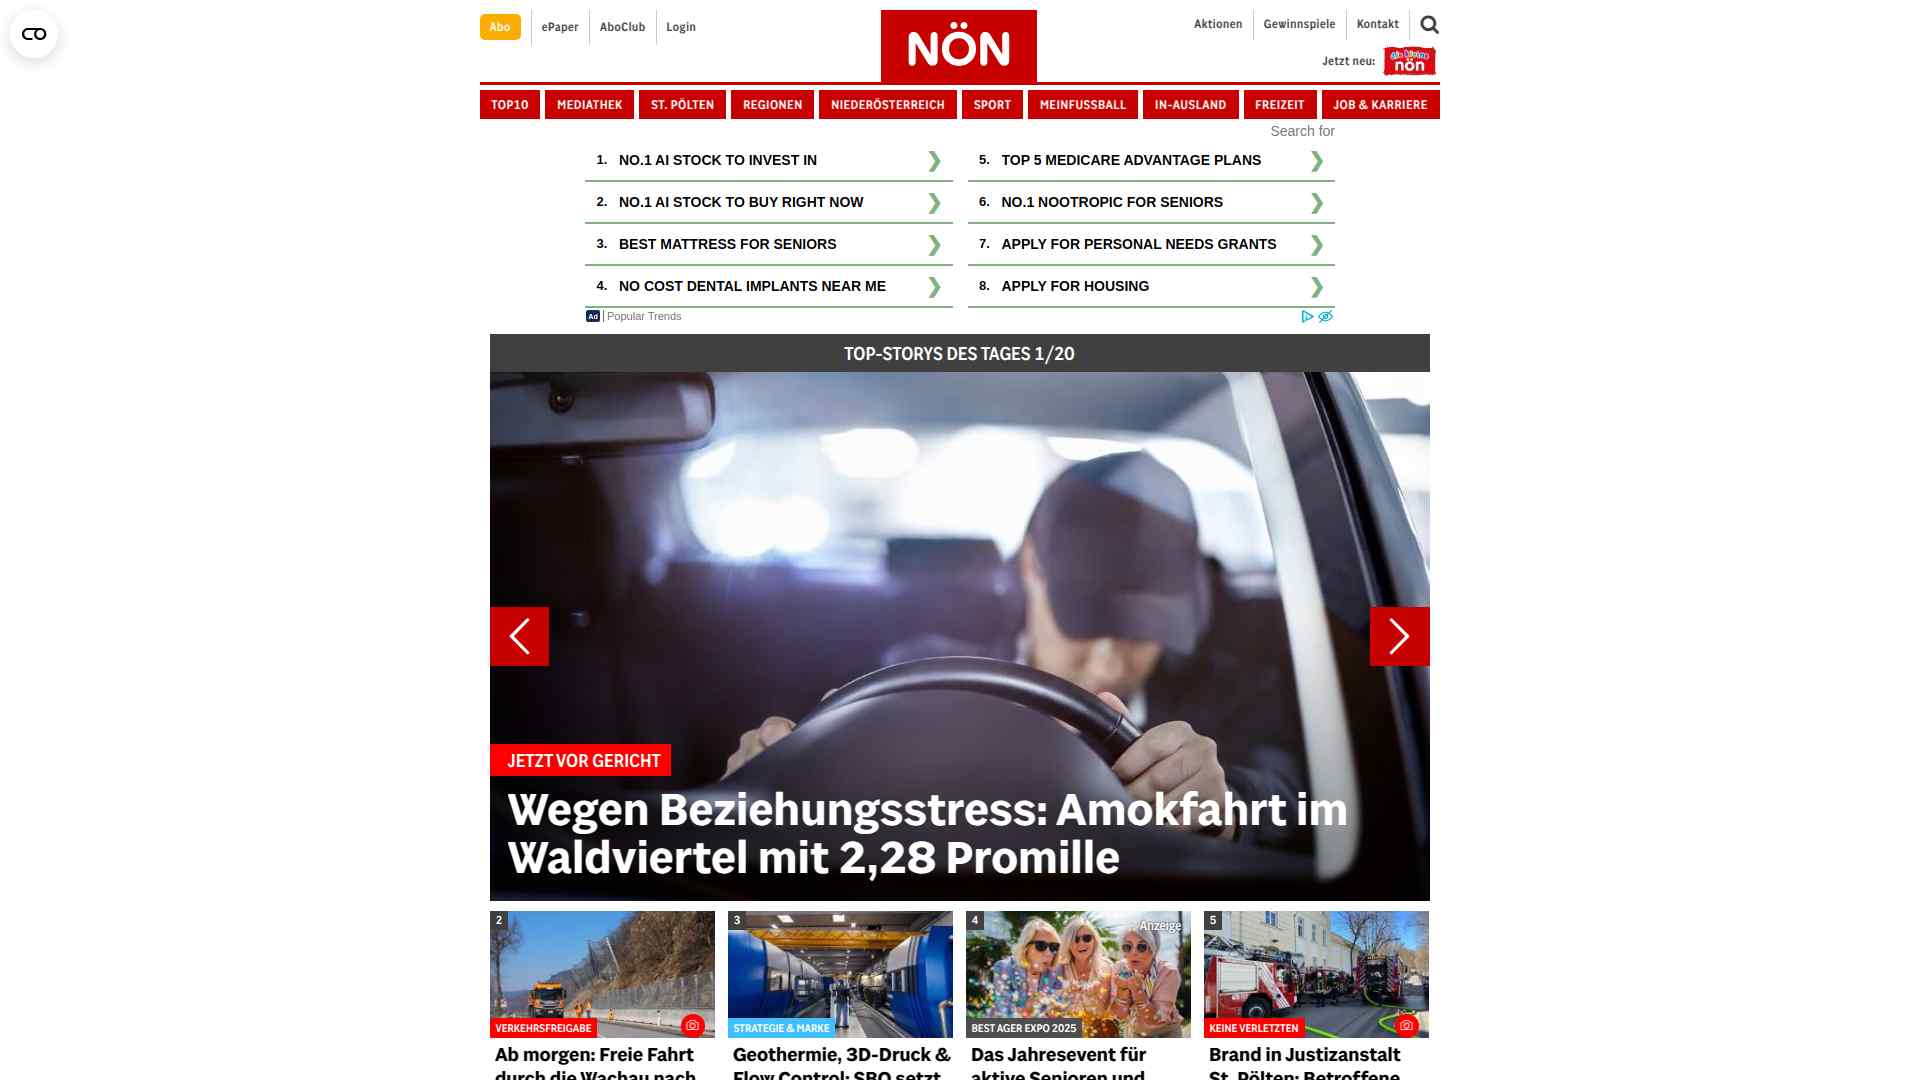 Abo
ePaper
AboClub
Login
NÖN
Aktionen
Gewinnspiele
Kontakt
Jetzt neu:
die kleine
nön
TOP10
MEDIATHEK
ST. PÖLTEN
REGIONEN
NIEDERÖSTERREICH
SPORT
MEINFUSSBALL
IN-AUSLAND
FREIZEIT
JOB & KARRIERE
Search for
1. NO.1 AI STOCK TO INVEST IN
2. NO.1 AI STOCK TO BUY RIGHT NOW
3. BEST MATTRESS FOR SENIORS
4. NO COST DENTAL IMPLANTS NEAR ME
5. TOP 5 MEDICARE ADVANTAGE PLANS
6. NO.1 NOOTROPIC FOR SENIORS
7. APPLY FOR PERSONAL NEEDS GRANTS
8. APPLY FOR HOUSING
Ad | Popular Trends
TOP-STORYS DES TAGES 1/20
JETZT VOR GERICHT
Wegen Beziehungsstress: Amokfahrt im
Waldviertel mit 2,28 Promille
2
VERKEHRSFREIGABE
Ab morgen: Freie Fahrt
durch die Wachau nach
3
STRATEGIE & MARKE
Geothermie, 3D-Druck &
Flow Control: SBO setzt
4
Anzeige
BEST AGER EXPO 2025
Das Jahresevent für
aktive Senioren und
5
KEINE VERLETZTEN
Brand in Justizanstalt
St. Pölten: Betroffene